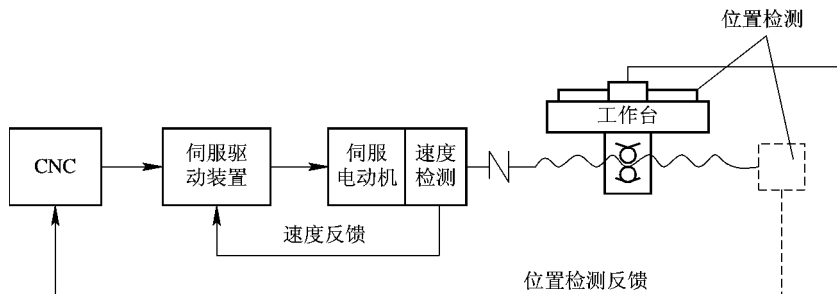 位置检测
工作台
CNC
伺服驱
动装置
伺服
电动机
速度
检测
速度反馈
位置检测反馈